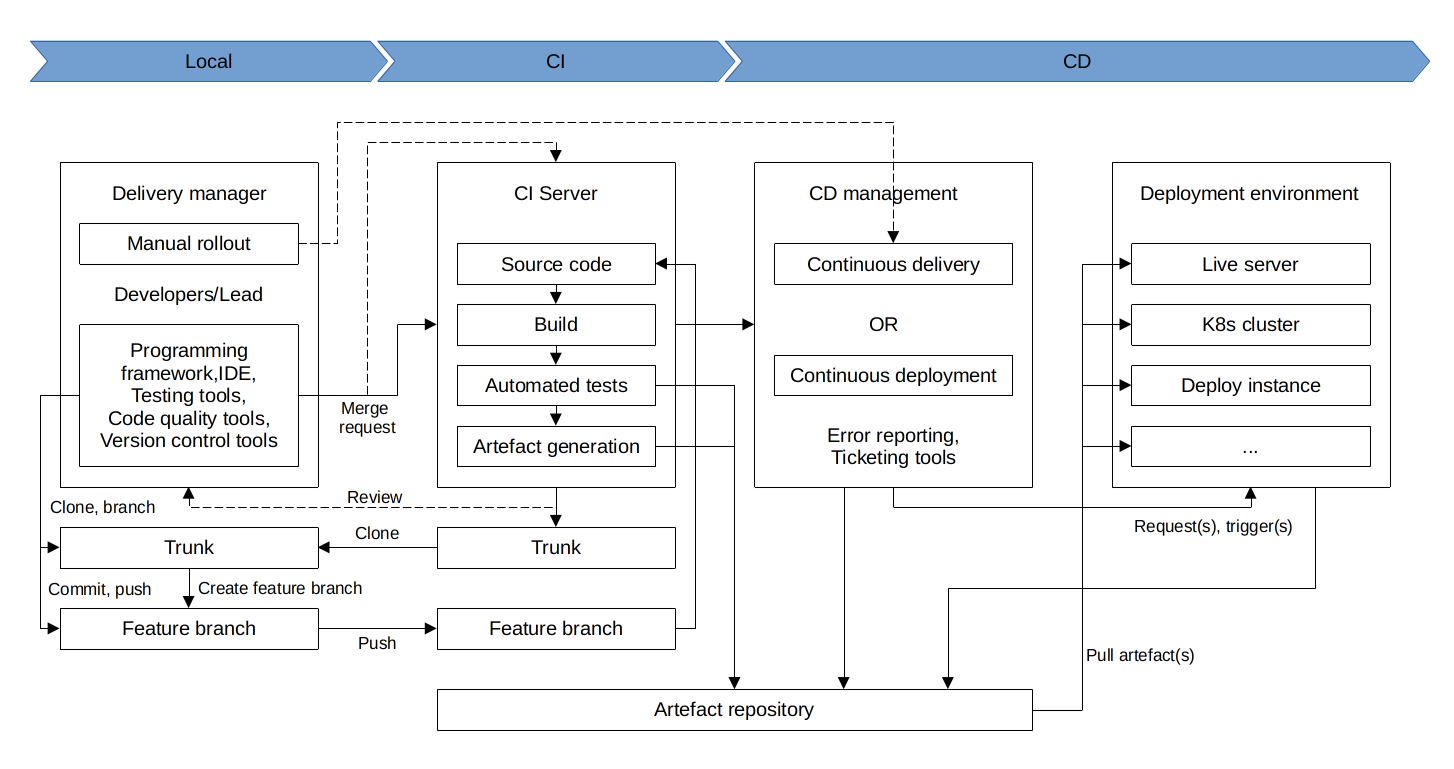 Local
CI
CD
Delivery manager
Manual rollout
Developers/Lead
Programming
framework,IDE,
Testing tools,
Code quality tools,
Version control tools
Merge
request
CI Server
Source code
Build
Automated tests
Artefact generation
CD management
Continuous delivery
OR
Continuous deployment
Error reporting,
Ticketing tools
Deployment environment
Live server
K8s cluster
Deploy instance
...
Clone, branch
Review
Trunk
Clone
Trunk
Request(s), trigger(s)
Commit, push
Create feature branch
Feature branch
Push
Feature branch
Pull artefact(s)
Artefact repository